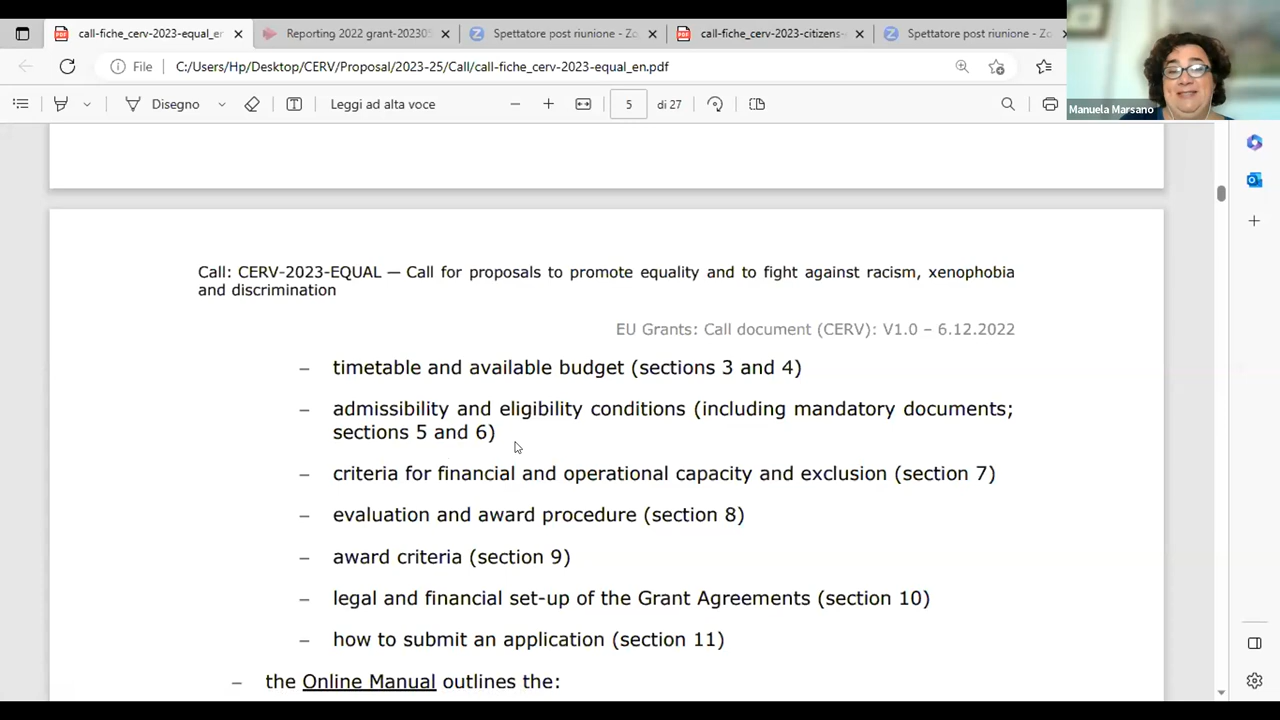 call-fiche_cerv-2023-equal_er
Reporting 2022 grant-202305
Spettatore post riunione - Zo
call-fiche_cerv-2023-citizens-
Spettatore post riunione - Zo
File
C:/Users/Hp/Desktop/CERV/Proposal/2023-25/Call/call-fiche_cerv-2023-equal_en.pdf
Manuela Marsano
Disegno
Leggi ad alta voce
5
di 27
Call: CERV-2023-EQUAL — Call for proposals to promote equality and to fight against racism, xenophobia
and discrimination
EU Grants: Call document (CERV): V1.0 – 6.12.2022
– timetable and available budget (sections 3 and 4)
– admissibility and eligibility conditions (including mandatory documents;
sections 5 and 6)
– criteria for financial and operational capacity and exclusion (section 7)
– evaluation and award procedure (section 8)
– award criteria (section 9)
– legal and financial set-up of the Grant Agreements (section 10)
– how to submit an application (section 11)
– the Online Manual outlines the: